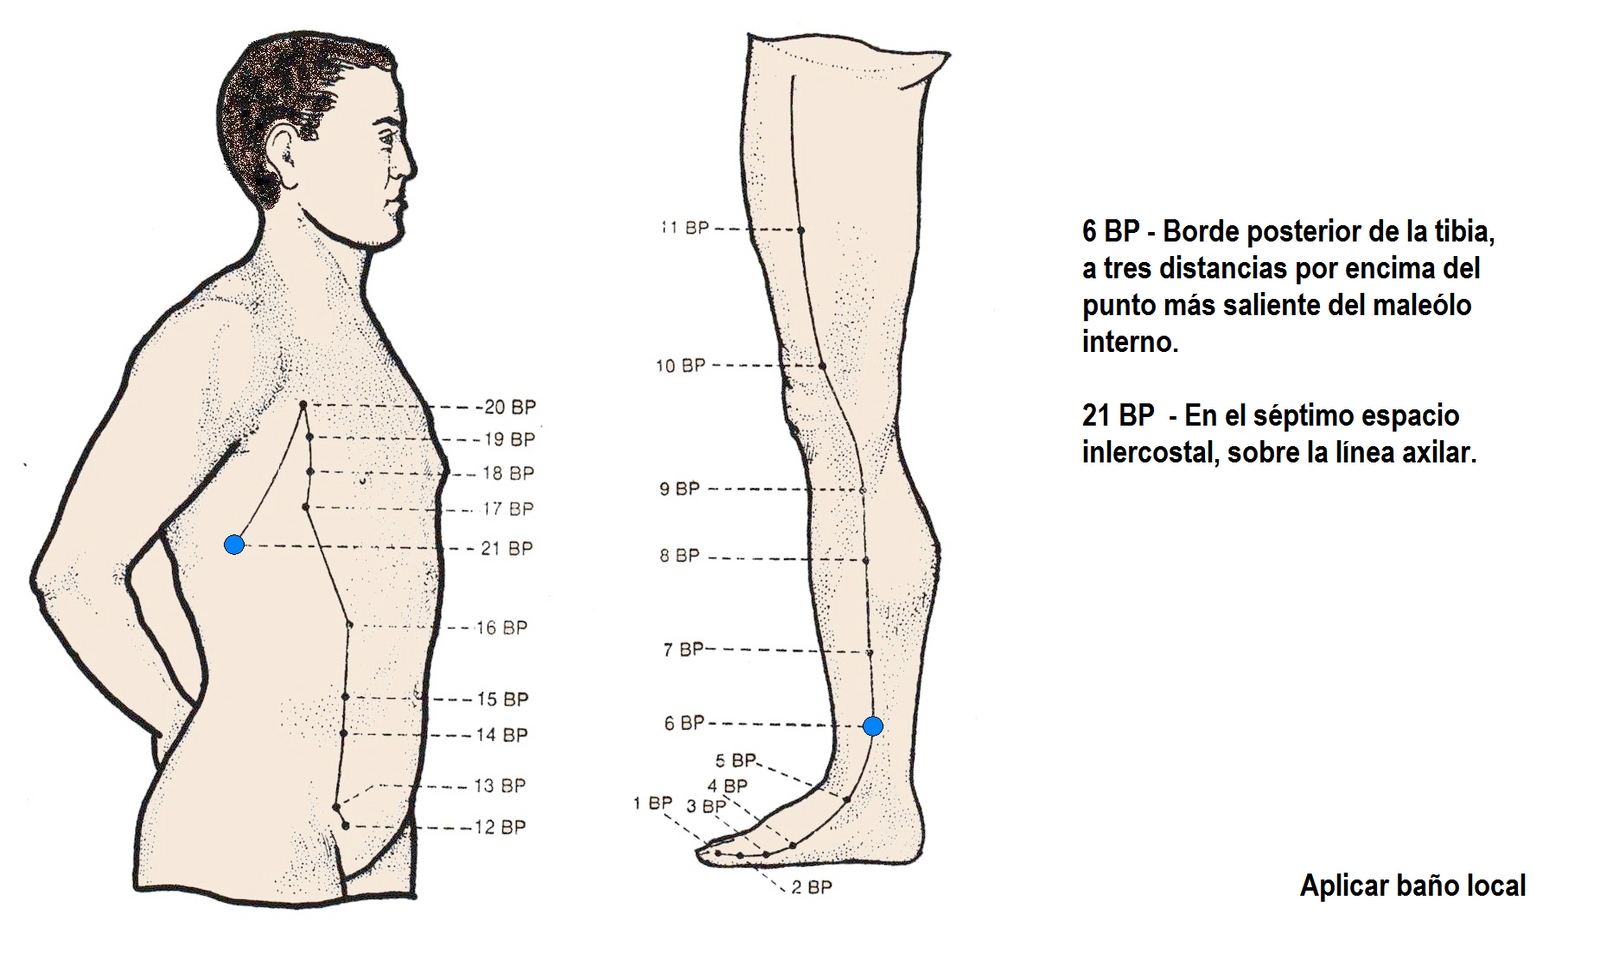 20 BP
19 BP
18 BP
17 BP
21 BP
16 BP
15 BP
14 BP
13 BP
12 BP
11 BP
10 BP
9 BP
8 BP
7 BP
6 BP
5 BP
4 BP
1 BP 3 BP
2 BP
6 BP - Borde posterior de la tibia,
a tres distancias por encima del
punto más saliente del maleólo
interno.
21 BP - En el séptimo espacio
inlercostal, sobre la línea axilar.
Aplicar baño local